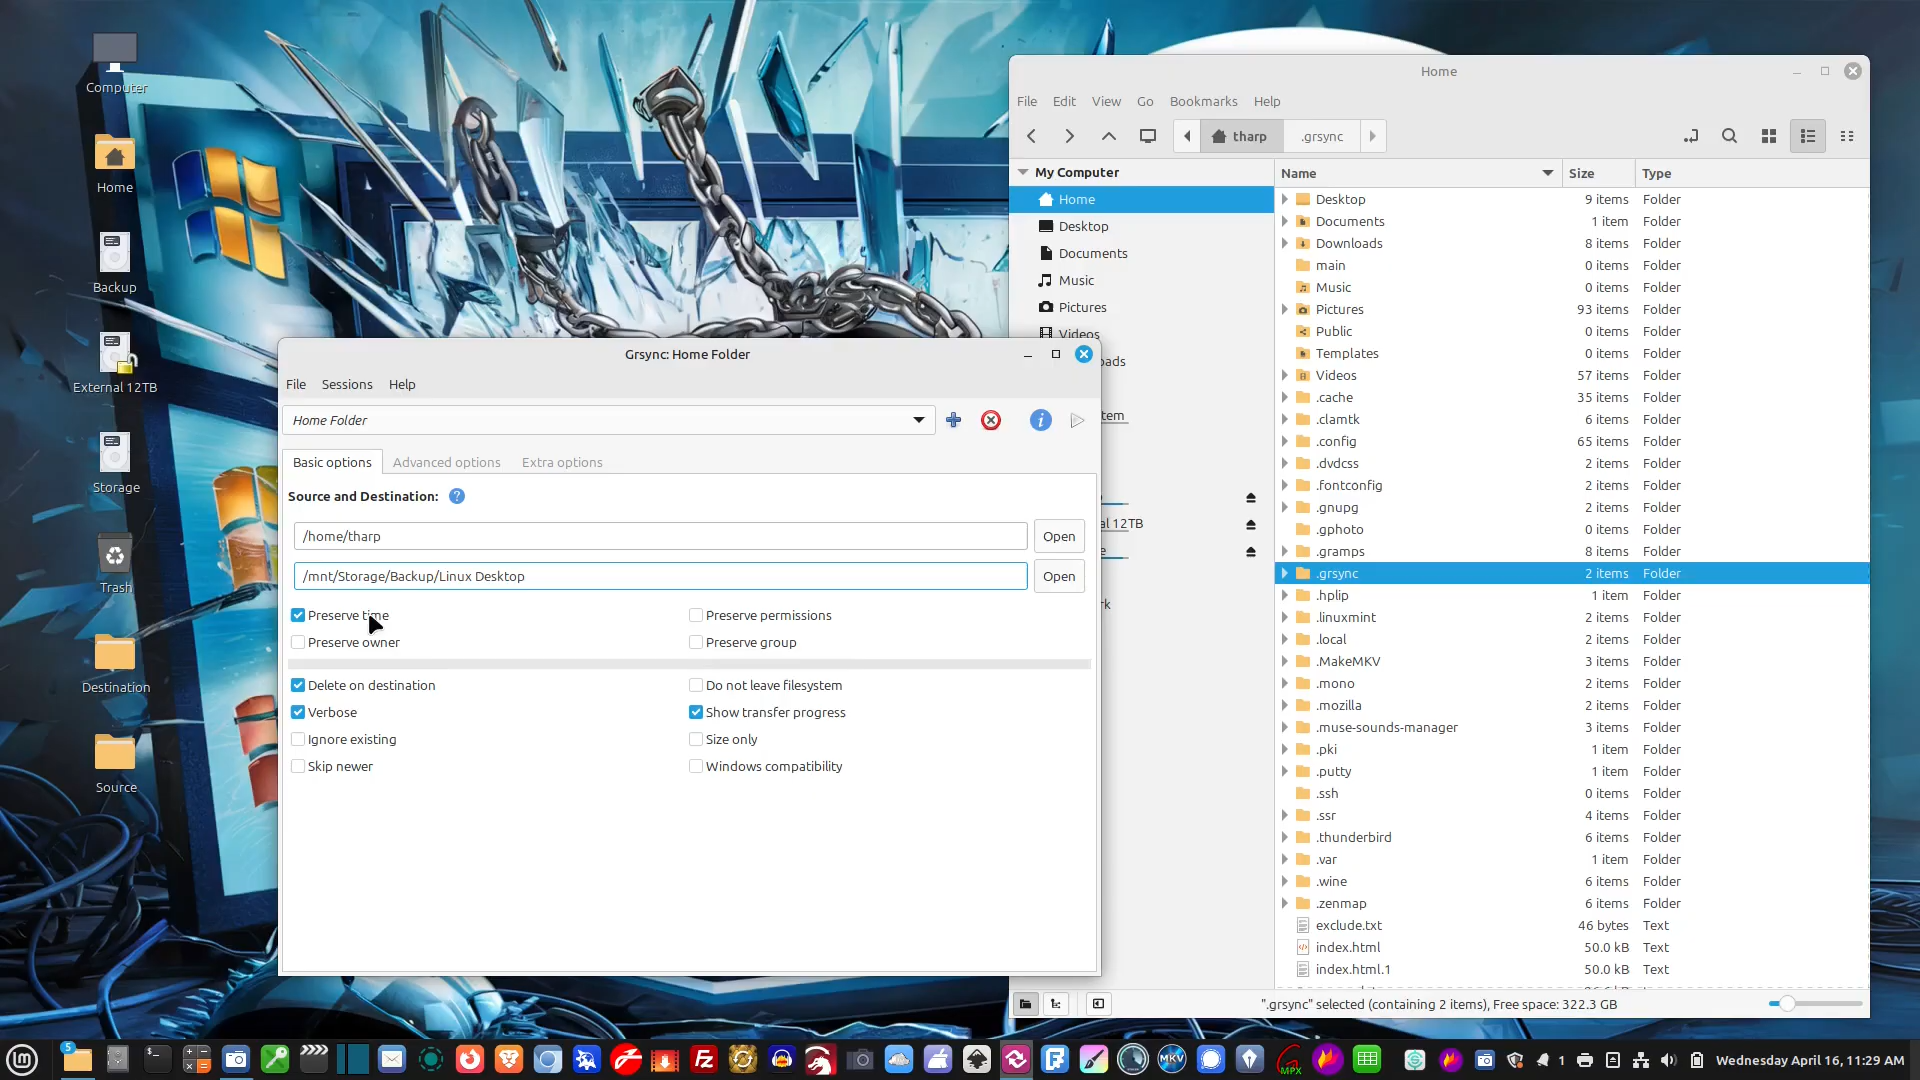 Computer
Home
Backup
External 12TB
Storage
Trash
Destination
Source
Home
File Edit View Go Bookmarks Help
tharp .grsync
My Computer
Home
Desktop
Documents
Music
Pictures
Videos
oads
tem
al 12TB
e
rk
Name Size Type
Desktop 9 items Folder
Documents 1 item Folder
Downloads 8 items Folder
main 0 items Folder
Music 0 items Folder
Pictures 93 items Folder
Public 0 items Folder
Templates 0 items Folder
Videos 57 items Folder
.cache 35 items Folder
.clamtk 6 items Folder
.config 65 items Folder
.dvdcss 2 items Folder
.fontconfig 2 items Folder
.gnupg 2 items Folder
.gphoto 0 items Folder
.gramps 8 items Folder
.grsync 2 items Folder
.hplip 1 item Folder
.linuxmint 2 items Folder
.local 2 items Folder
.MakeMKV 3 items Folder
.mono 2 items Folder
.mozilla 2 items Folder
.muse-sounds-manager 3 items Folder
.pki 1 item Folder
.putty 1 item Folder
.ssh 0 items Folder
.ssr 4 items Folder
.thunderbird 6 items Folder
.var 1 item Folder
.wine 6 items Folder
.zenmap 6 items Folder
exclude.txt 46 bytes Text
index.html 50.0 kB Text
index.html.1 50.0 kB Text
".grsync" selected (containing 2 items), Free space: 322.3 GB
Grsync: Home Folder
File Sessions Help
Home Folder
Basic options Advanced options Extra options
Source and Destination: ?
/home/tharp Open
/mnt/Storage/Backup/Linux Desktop Open
Preserve time Preserve permissions
Preserve owner Preserve group
Delete on destination Do not leave filesystem
Verbose Show transfer progress
Ignore existing Size only
Skip newer Windows compatibility
5
FZ
MKV
MPX
1
Wednesday April 16, 11:29 AM